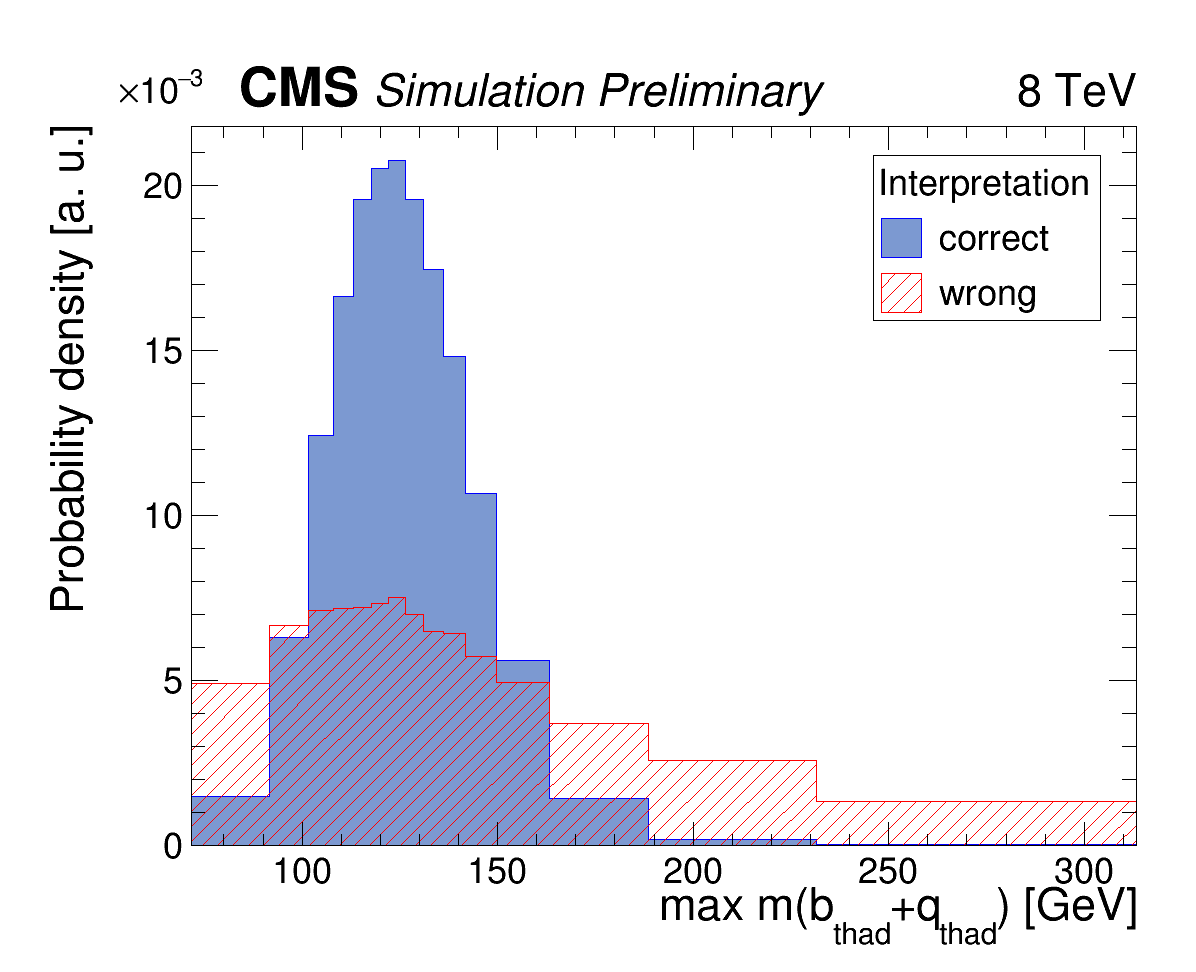 ×10⁻³ CMS Simulation Preliminary 8 TeV
Probability density [a. u.]
20
15
10
5
0
Interpretation
correct
wrong
100 150 200 250 300
max m(b_thad+q_thad) [GeV]